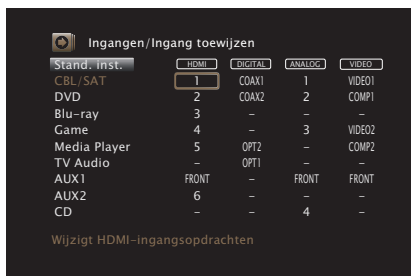 Ingangen/Ingang toewijzen
Stand. inst. HDMI DIGITAL ANALOG VIDEO
CBL/SAT 1 COAX1 1 VIDEO1
DVD 2 COAX2 2 COMP1
Blu-ray 3 – – –
Game 4 – 3 VIDEO2
Media Player 5 OPT2 – COMP2
TV Audio – OPT1 – –
AUX1 FRONT – FRONT FRONT
AUX2 6 – – –
CD – – 4 –
Wijzigt HDMI-ingangsopdrachten